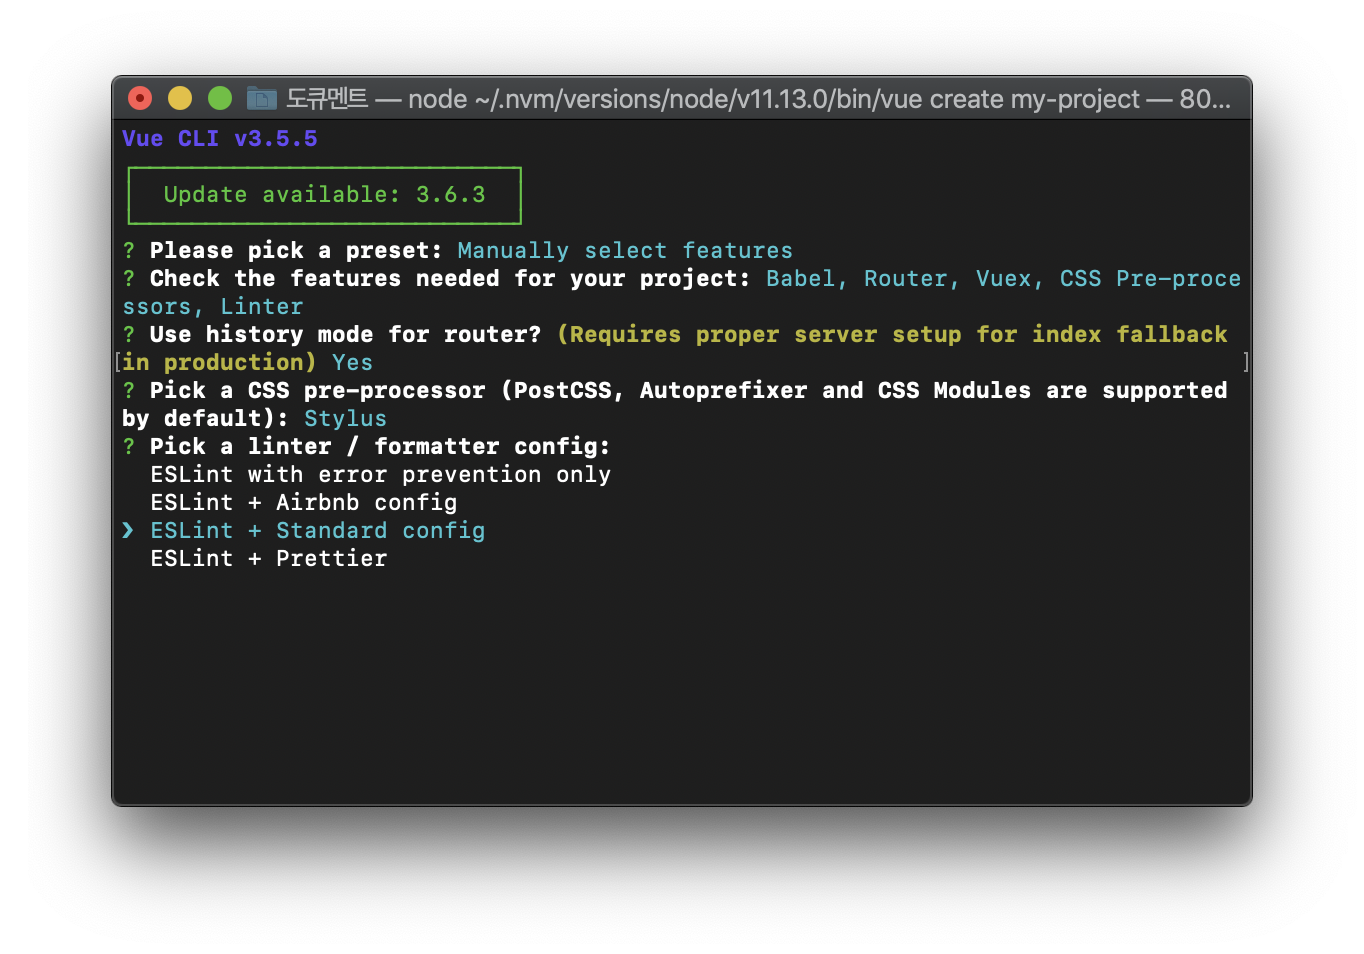 도큐멘트 — node ~/.nvm/versions/node/v11.13.0/bin/vue create my-project — 80...
Vue CLI v3.5.5
Update available: 3.6.3
? Please pick a preset: Manually select features
? Check the features needed for your project: Babel, Router, Vuex, CSS Pre-proce
ssors, Linter
? Use history mode for router? (Requires proper server setup for index fallback
[in production) Yes ]
? Pick a CSS pre-processor (PostCSS, Autoprefixer and CSS Modules are supported
by default): Stylus
? Pick a linter / formatter config:
ESLint with error prevention only
ESLint + Airbnb config
❯ ESLint + Standard config
ESLint + Prettier